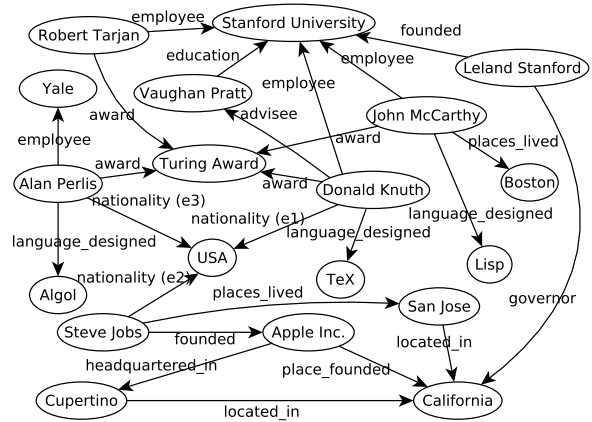 employee
Stanford University
founded
Robert Tarjan
education
employee
Leland Stanford
Yale
employee
Vaughan Pratt
advisee
John McCarthy
award
employee
award
places_lived
award
Turing Award
Alan Perlis
award
Donald Knuth
Boston
nationality (e3)
nationality (e1)
language_designed
language_designed
language_designed
USA
Lisp
nationality (e2)
TeX
Algol
places_lived
San Jose
governor
Steve Jobs
founded
Apple Inc.
located_in
headquartered_in
place_founded
Cupertino
located_in
California